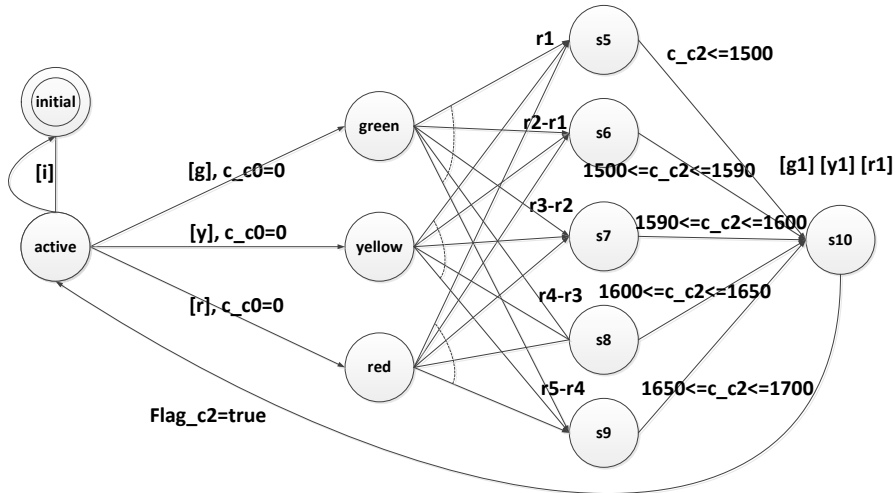 r1
s5
c_c2<=1500
initial
green
r2-r1
s6
[i]
[g], c_c0=0
1500<=c_c2<=1590
[g1] [y1] [r1]
r3-r2
active
[y], c_c0=0
yellow
s7
1590<=c_c2<=1600
s10
[r], c_c0=0
r4-r3
1600<=c_c2<=1650
s8
red
r5-r4
1650<=c_c2<=1700
Flag_c2=true
s9